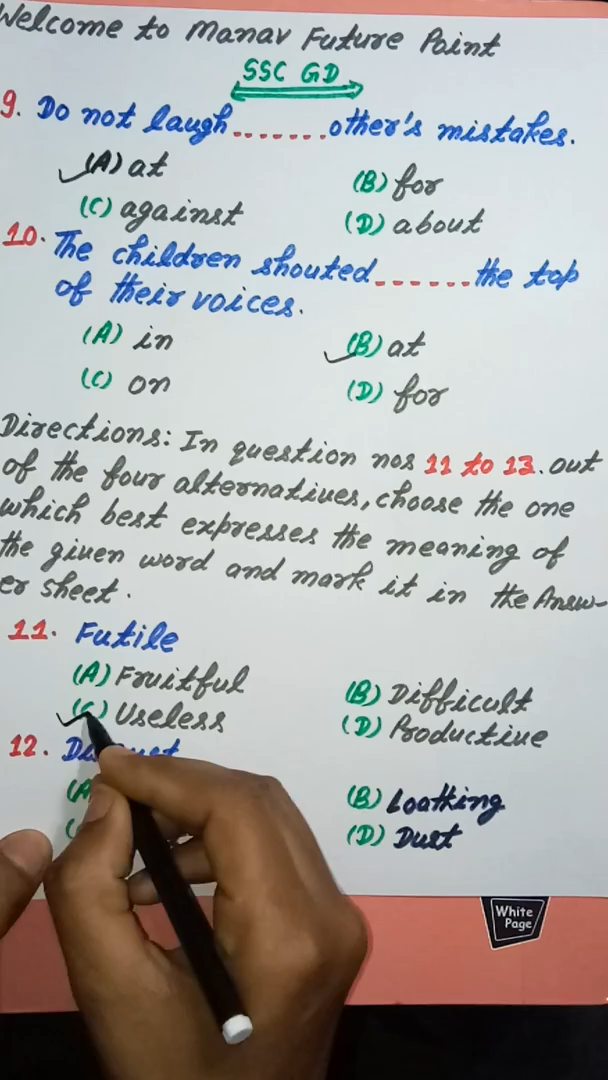 Welcome to Manav Future Point
SSC GD
9. Do not laugh.......other's mistakes.
(A) at (B) for
(C) against (D) about
10. The children shouted......the top
of their voices.
(A) in (B) at
(C) on (D) for
Directions: In question nos 11 to 13. out
of the four alternatives, choose the one
which best expresses the meaning of
the given word and mark it in the Answ-
er sheet.
11. Futile
(A) Fruitful (B) Difficult
(C) Useless (D) Productive
12.
(A (B) Loathing
( (D) Dust
White
Page